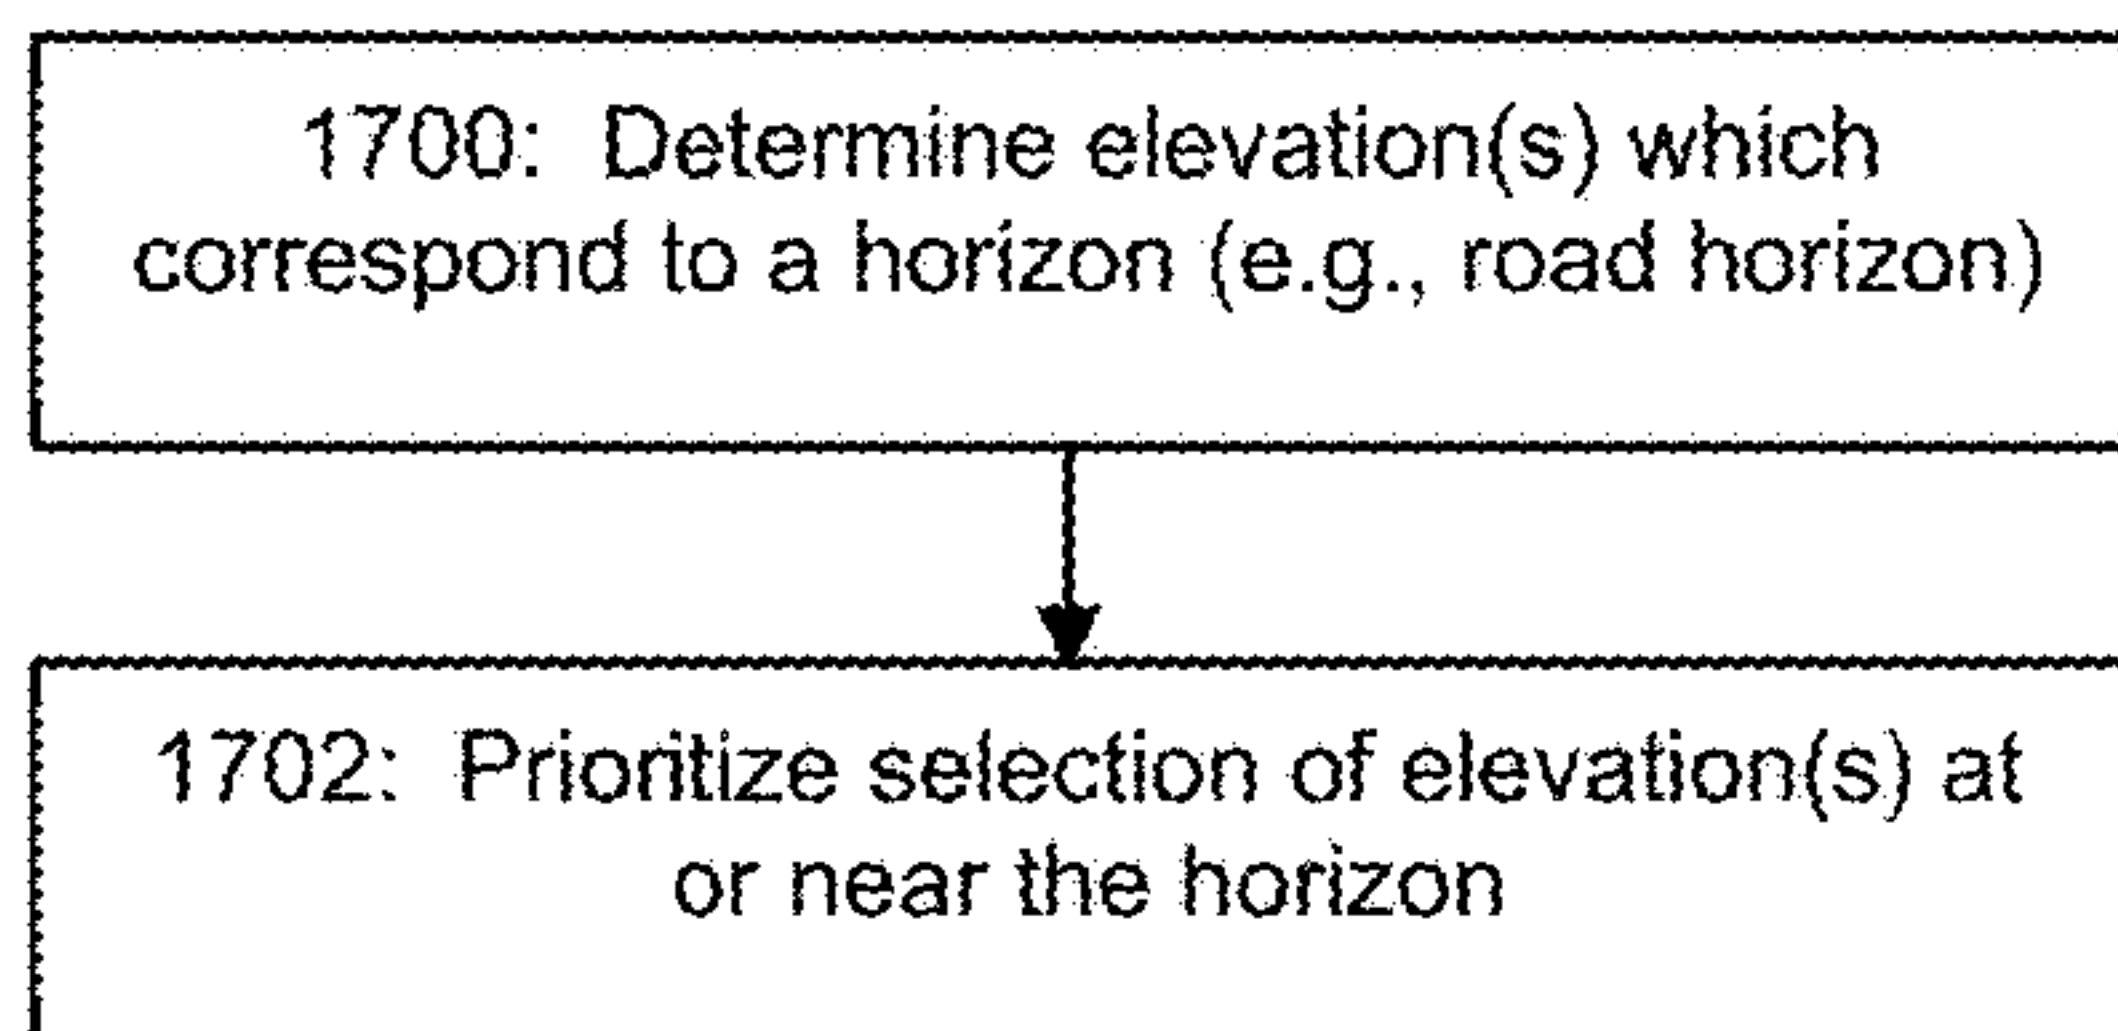 1700: Determine elevation(s) which
correspond to a horizon (e.g., road horizon)
1702: Prioritize selection of elevation(s) at
or near the horizon